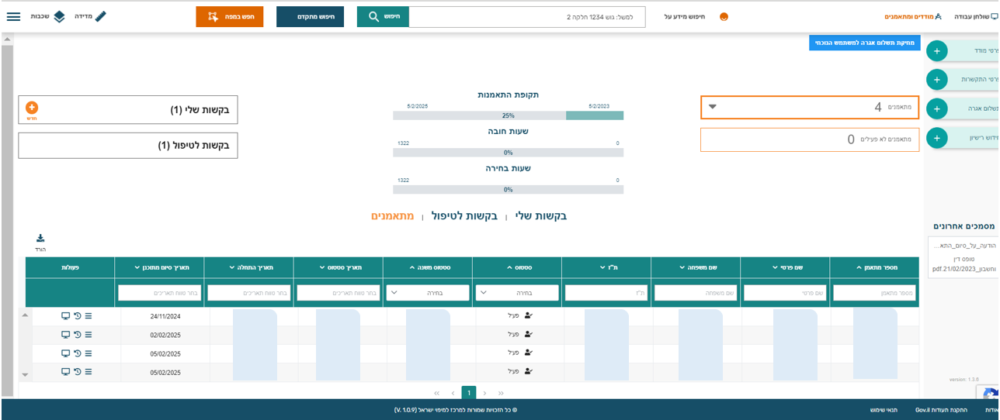 שולחן עבודה
מודדים ומתאמנים
חיפוש מידע על
למשל: גוש 1234 חלקה 2
חיפוש
חיפוש מתקדם
חפש במפה
מדידה
שכבות
מחיקת תשלום אגרה למשתמש הנוכחי
פרטי מודד
פרטי התקשרות
תשלום אגרה
חידוש רישיון
מתאמנים 4
מתאמנים לא פעילים 0
תקופת התאמנות
5/2/2023 5/2/2025
25%
שעות חובה
0 1322
0%
שעות בחירה
0 1322
0%
בקשות שלי (1)
חדש
בקשות לטיפול (1)
בקשות שלי | בקשות לטיפול | מתאמנים
הורד
מסמכים אחרונים
הודעה_על_סיום_התא...
טופס דין
וחשבון_21/02/2023.pdf
מספר מתאמן שם פרטי שם משפחה ת"ז סטטוס סטטוס משנה תאריך סטטוס תאריך התחלה תאריך סיום מתוכנן פעולות
מספר מתאמן שם פרטי שם משפחה ת"ז בחירה בחירה בחר טווח תאריכים בחר טווח תאריכים בחר טווח תאריכים
פעיל 24/11/2024
פעיל 02/02/2025
פעיל 05/02/2025
פעיל 05/02/2025
1
version: 1.3.5
אודות
התקנת תעודות Gov.il
תנאי שימוש
© כל הזכויות שמורות למרכז למיפוי ישראל (V. 1.0.9)